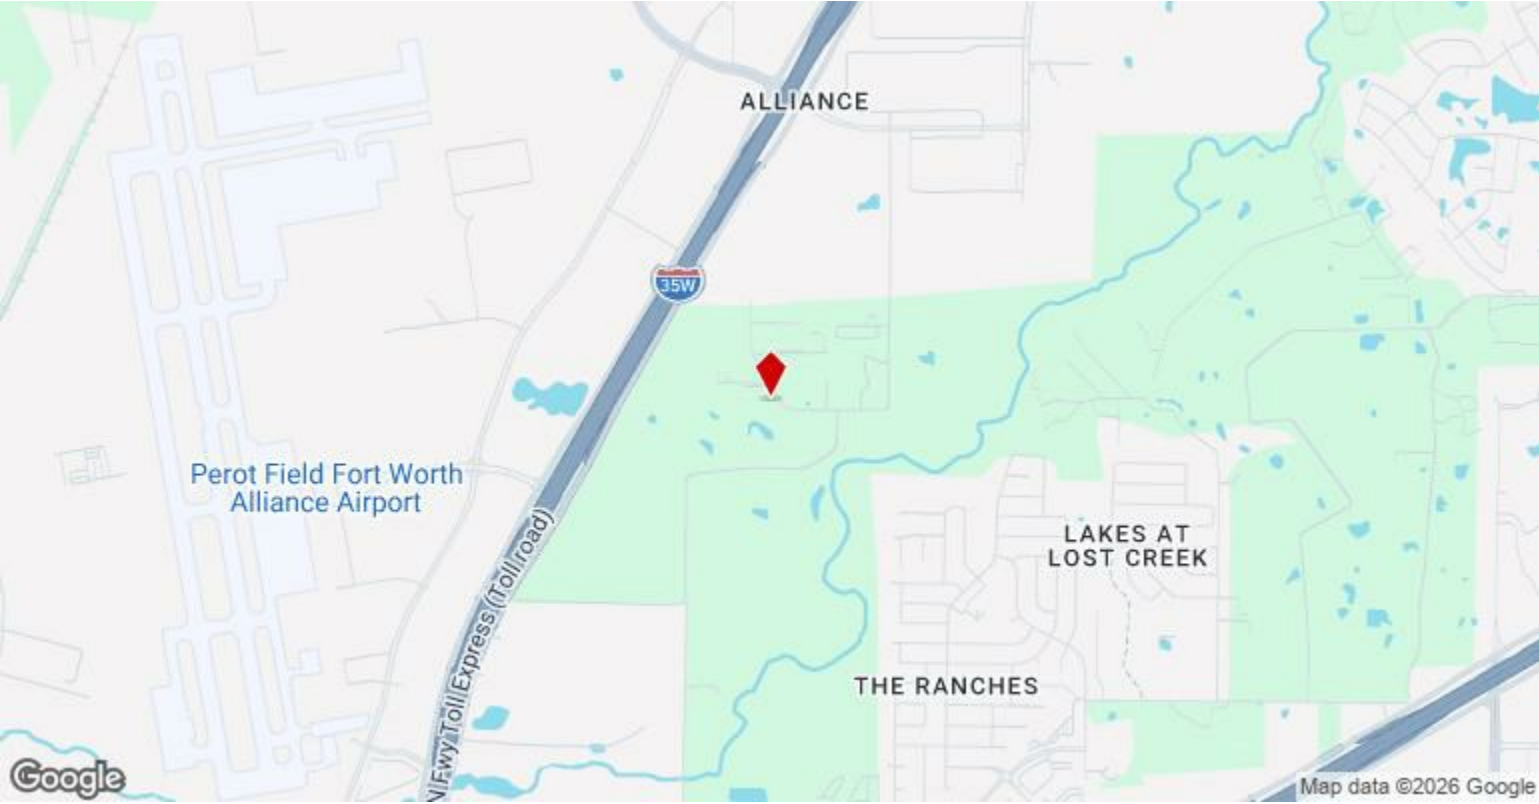 ALLIANCE
35W
Perot Field Fort Worth
Alliance Airport
N Fwy Toll Express (Toll road)
LAKES AT
LOST CREEK
THE RANCHES
Google
Map data ©2026 Google